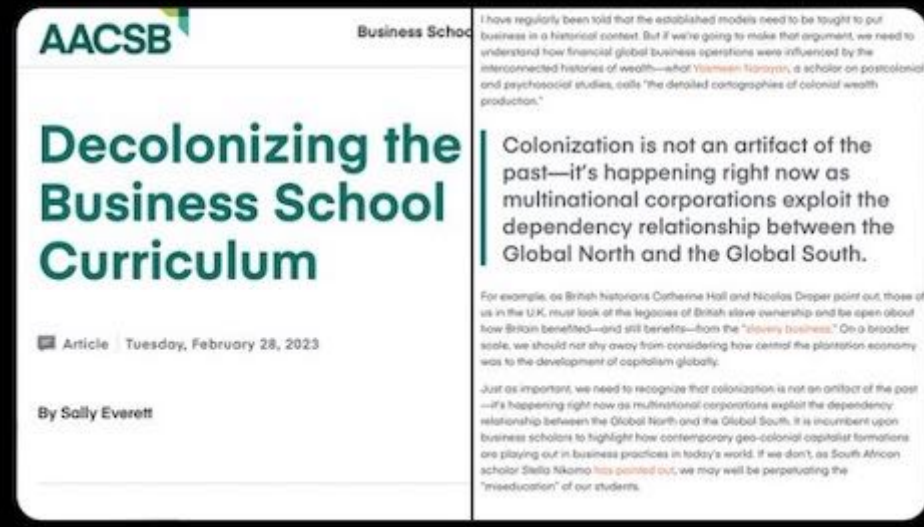 AACSB
Business Schoo
Decolonizing the
Business School
Curriculum
Article Tuesday, February 28, 2023
By Sally Everett
I have regularly been told that the established models need to be taught to put
business in a historical context. But if we're going to make that argument, we need to
understand how financial global business operations were influenced by the
interconnected histories of wealth—what Yasmeen Narayan, a scholar on postcolonial
and psychosocial studies, calls "the detailed cartographies of colonial wealth
production."
Colonization is not an artifact of the
past—it's happening right now as
multinational corporations exploit the
dependency relationship between the
Global North and the Global South.
For example, as British historians Catherine Hall and Nicolas Draper point out, those of
us in the U.K. must look at the legacies of British slave ownership and be open about
how Britain benefited—and still benefits—from the "slavery business." On a broader
scale, we should not shy away from considering how central the plantation economy
was to the development of capitalism globally.
Just as important, we need to recognize that colonization is not an artifact of the past
—it's happening right now as multinational corporations exploit the dependency
relationship between the Global North and the Global South. It is incumbent upon
business scholars to highlight how contemporary geo-colonial capitalist formations
are playing out in business practices in today's world. If we don't, as South African
scholar Stella Nkomo has pointed out, we may well be perpetuating the
"miseducation" of our students.